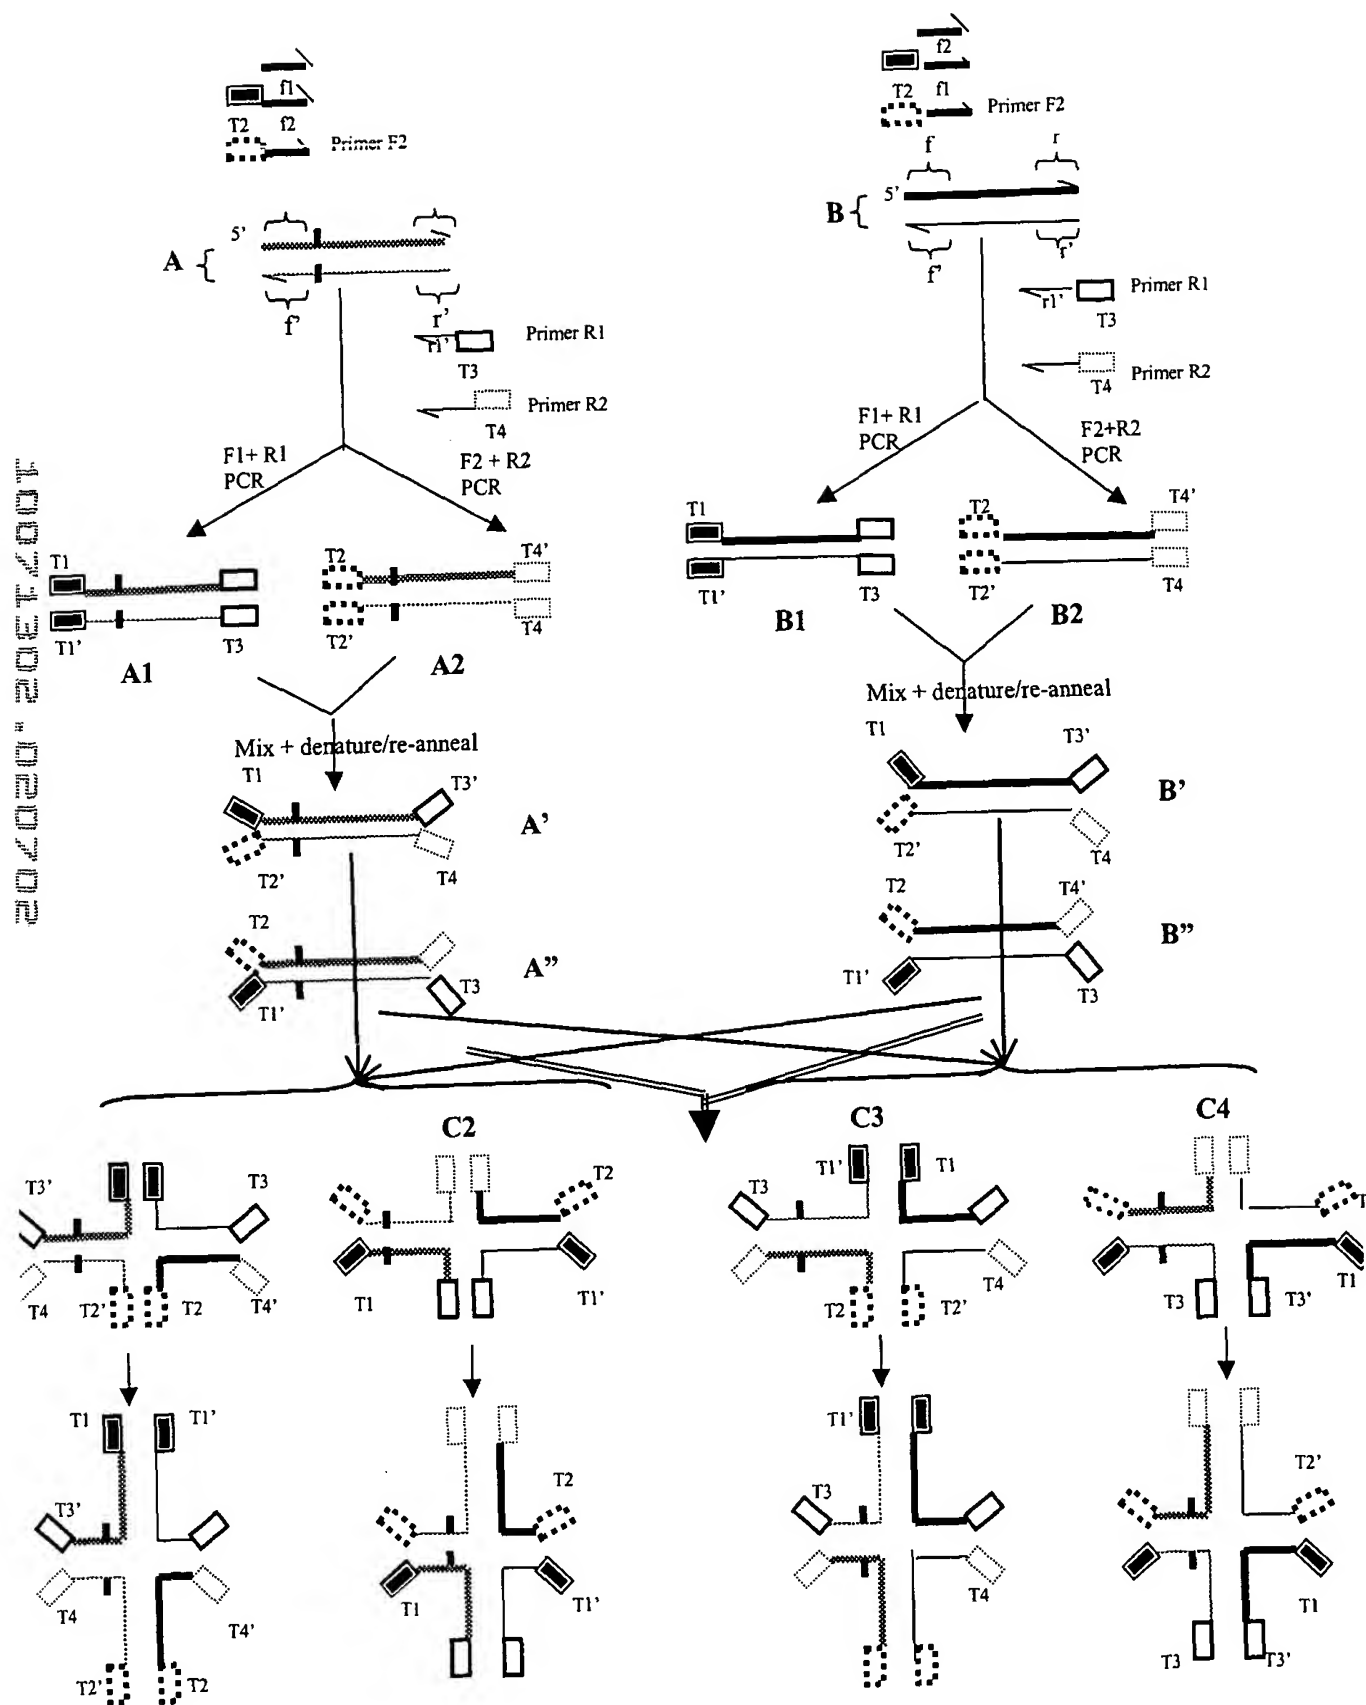 f1
T2
f2
Primer F2
5'
A
f'
r'
r1'
T3
Primer R1
T4
Primer R2
F1+ R1
PCR
F2 + R2
PCR
T1
T1'
T3
A1
T2
T2'
T4'
T4
A2
Mix + denature/re-anneal
T1
T3'
T2'
T4
A'
T2
T1'
T3
A”
f2
T2
f1
Primer F2
f
r
5'
B
f'
r'
r1'
Primer R1
T3
T4
Primer R2
F1+ R1
PCR
F2+R2
PCR
T1
T1'
T3
B1
T2
T2'
T4'
T4
B2
Mix + denature/re-anneal
T1
T3'
T2'
T4
B’
T2
T4'
T1'
T3
B”
10071302.020702
C2
C3
C4
T3'
T3
T4
T2'
T2
T4'
T2
T1
T1'
T3
T1'
T1
T2
T2'
T4
T
T3
T3'
T1
T1
T1'
T3'
T4
T4'
T2'
T2
T2
T1
T1'
T1'
T3
T4
T2'
T1
T3
T3'